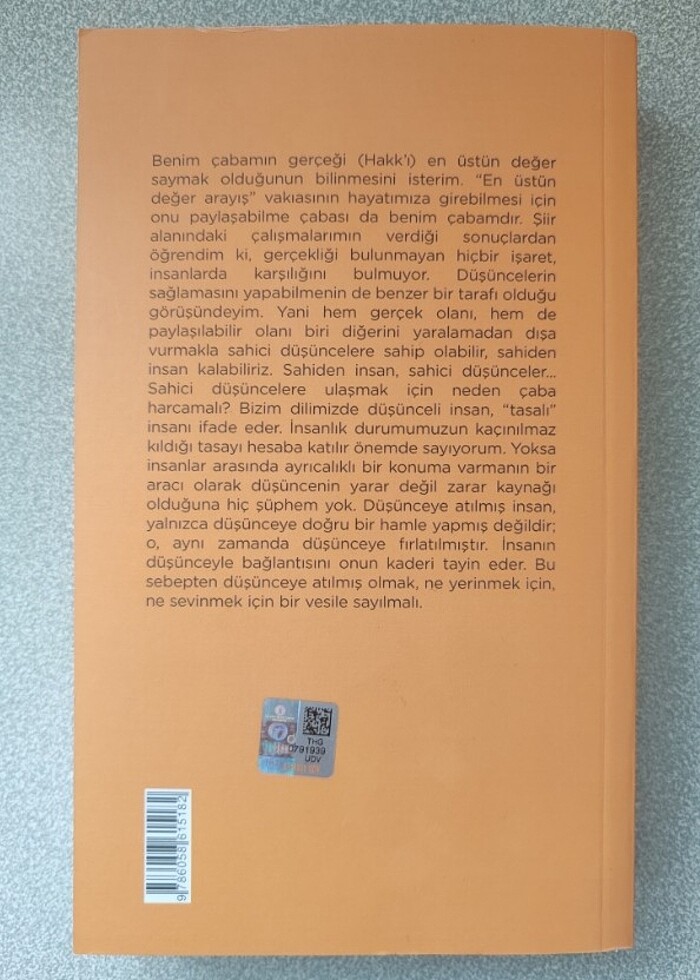 Benim çabamın gerçeği (Hakk’ı) en üstün değer
saymak olduğunun bilinmesini isterim. “En üstün
değer arayış” vakıasının hayatımıza girebilmesi için
onu paylaşabilme çabası da benim çabamdır. Şiir
alanındaki çalışmalarımın verdiği sonuçlardan
öğrendim ki, gerçekliği bulunmayan hiçbir işaret,
insanlarda karşılığını bulmuyor. Düşüncelerin
sağlamasını yapabilmenin de benzer bir tarafı olduğu
görüşündeyim. Yani hem gerçek olanı, hem de
paylaşılabilir olanı biri diğerini yaralamadan dışa
vurmakla sahici düşüncelere sahip olabilir, sahiden
insan kalabiliriz. Sahiden insan, sahici düşünceler...
Sahici düşüncelere ulaşmak için neden çaba
harcamalı? Bizim dilimizde düşünceli insan, “tasalı”
insanı ifade eder. İnsanlık durumumuzun kaçınılmaz
kıldığı tasayı hesaba katılır önemde sayıyorum. Yoksa
insanlar arasında ayrıcalıklı bir konuma varmanın bir
aracı olarak düşüncenin yarar değil zarar kaynağı
olduğuna hiç şüphem yok. Düşünceye atılmış insan,
yalnızca düşünceye doğru bir hamle yapmış değildir;
o, aynı zamanda düşünceye fırlatılmıştır. İnsanın
düşünceyle bağlantısını onun kaderi tayin eder. Bu
sebepten düşünceye atılmış olmak, ne yerinmek için,
ne sevinmek için bir vesile sayılmalı.
THG
0791939
UDV
9 786058 615182